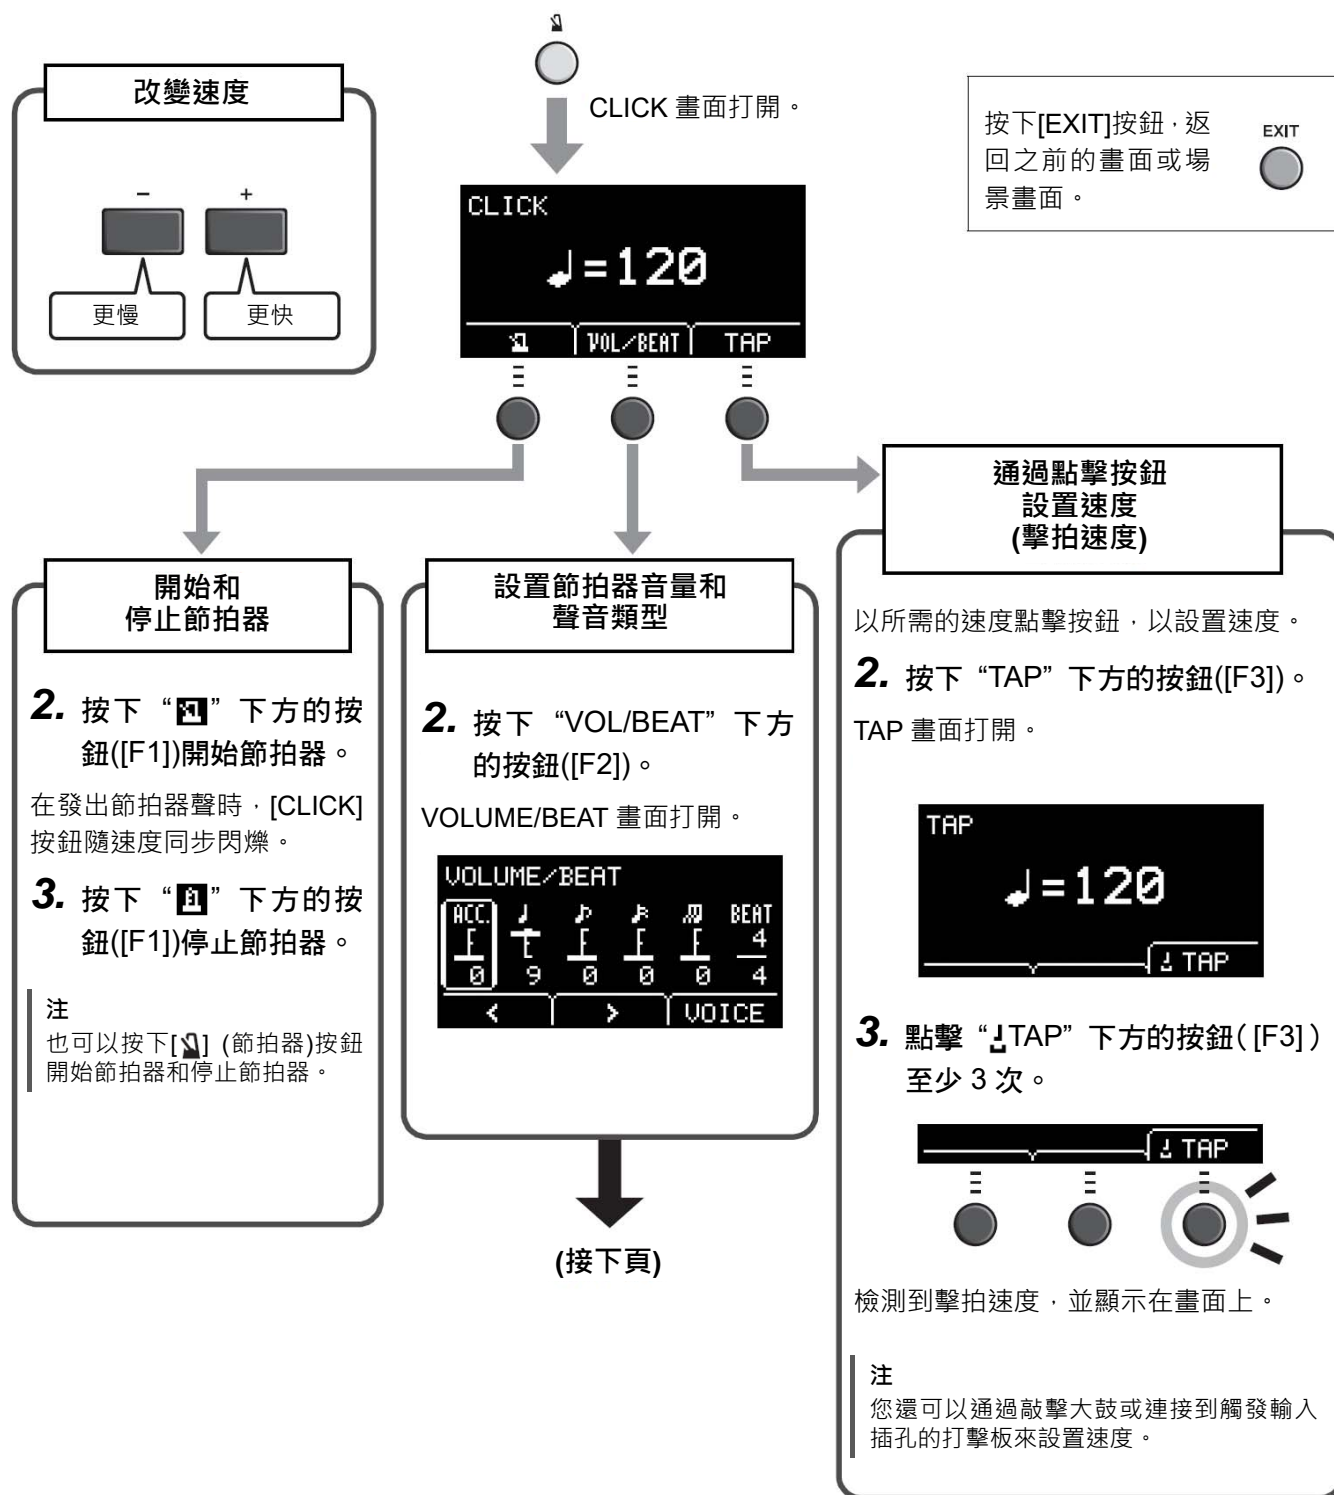 改變速度
−
+
更慢
更快
CLICK 畫面打開。
按下[EXIT]按鈕，返
回之前的畫面或場
景畫面。
EXIT
CLICK
♩=120
VOL/BEAT
TAP
開始和
停止節拍器
2. 按下 “ ” 下方的按
鈕([F1])開始節拍器。
在發出節拍器聲時，[CLICK]
按鈕隨速度同步閃爍。
3. 按下 “ ” 下方的按
鈕([F1])停止節拍器。
注
也可以按下[ ] (節拍器)按鈕
開始節拍器和停止節拍器。
設置節拍器音量和
聲音類型
2. 按下 “VOL/BEAT” 下方
的按鈕([F2])。
VOLUME/BEAT 畫面打開。
VOLUME/BEAT
ACC. BEAT
4
0 9 0 0 0 4
< > VOICE
(接下頁)
通過點擊按鈕
設置速度
(擊拍速度)
以所需的速度點擊按鈕，以設置速度。
2. 按下 “TAP” 下方的按鈕([F3])。
TAP 畫面打開。
TAP
♩=120
TAP
3. 點擊 “TAP” 下方的按鈕([F3])
至少 3 次。
TAP
檢測到擊拍速度，並顯示在畫面上。
注
您還可以通過敲擊大鼓或連接到觸發輸入
插孔的打擊板來設置速度。